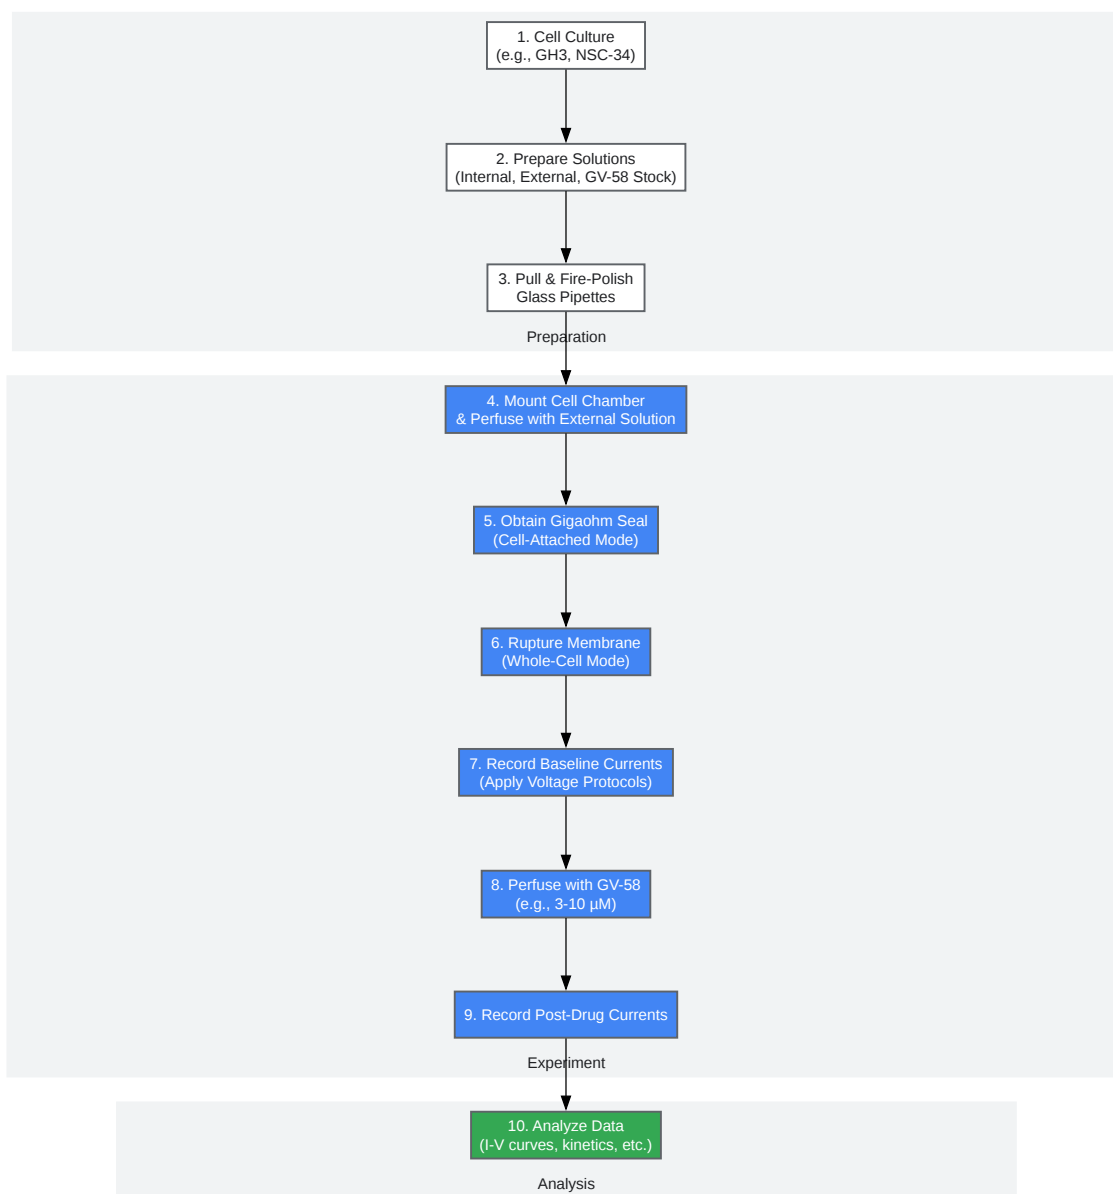 1. Cell Culture
(e.g., GH3, NSC-34)
2. Prepare Solutions
(Internal, External, GV-58 Stock)
3. Pull & Fire-Polish
Glass Pipettes
Preparation
4. Mount Cell Chamber
& Perfuse with External Solution
5. Obtain Gigaohm Seal
(Cell-Attached Mode)
6. Rupture Membrane
(Whole-Cell Mode)
7. Record Baseline Currents
(Apply Voltage Protocols)
8. Perfuse with GV-58
(e.g., 3-10 µM)
9. Record Post-Drug Currents
Experiment
10. Analyze Data
(I-V curves, kinetics, etc.)
Analysis